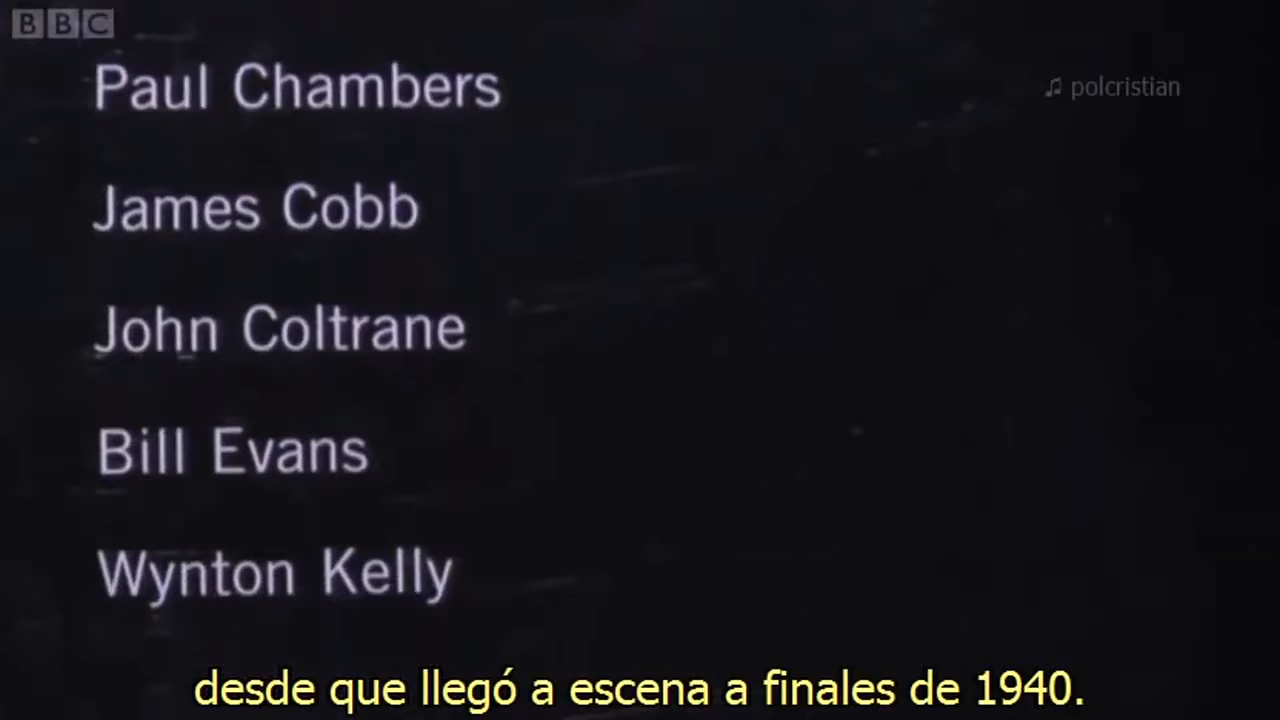 BBC
Paul Chambers
♫ polcristian
James Cobb
John Coltrane
Bill Evans
Wynton Kelly
desde que llegó a escena a finales de 1940.